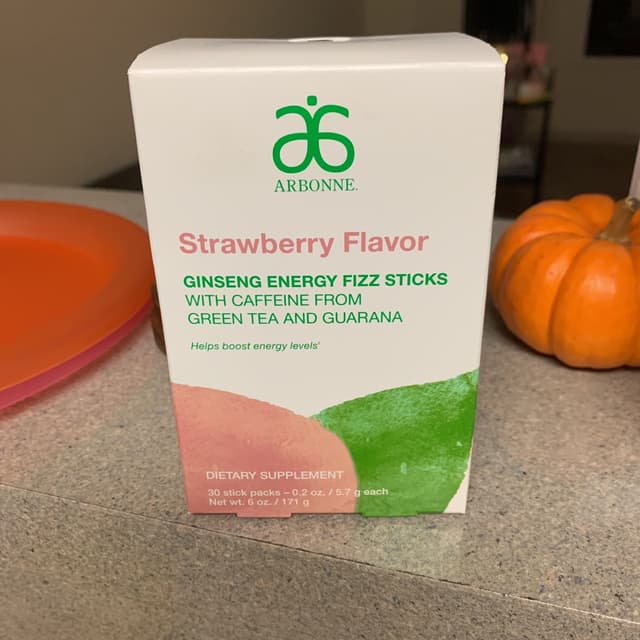 ARBONNE.
Strawberry Flavor
GINSENG ENERGY FIZZ STICKS
WITH CAFFEINE FROM
GREEN TEA AND GUARANA
Helps boost energy levels†
DIETARY SUPPLEMENT
30 stick packs – 0.2 oz. / 5.7 g each
Net wt. 6 oz. / 171 g